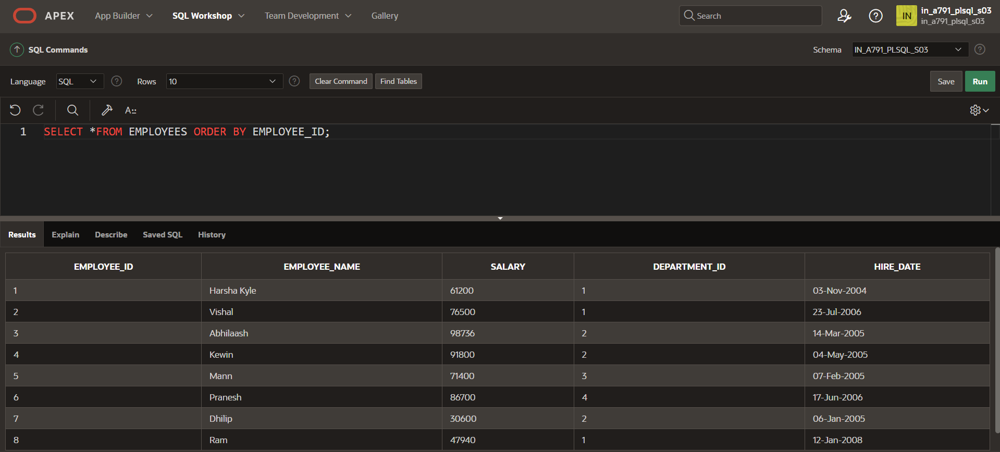 APEX App Builder SQL Workshop Team Development Gallery Search ? IN in_a791_plsql_s03
in_a791_plsql_s03
SQL Commands Schema IN_A791_PLSQL_S03 ?
Language SQL ? Rows 10 ? Clear Command Find Tables Save Run
A::
1 SELECT *FROM EMPLOYEES ORDER BY EMPLOYEE_ID;
Results Explain Describe Saved SQL History
EMPLOYEE_ID EMPLOYEE_NAME SALARY DEPARTMENT_ID HIRE_DATE
1 Harsha Kyle 61200 1 03-Nov-2004
2 Vishal 76500 1 23-Jul-2006
3 Abhilaash 98736 2 14-Mar-2005
4 Kewin 91800 2 04-May-2005
5 Mann 71400 3 07-Feb-2005
6 Pranesh 86700 4 17-Jun-2006
7 Dhilip 30600 2 06-Jan-2005
8 Ram 47940 1 12-Jan-2008